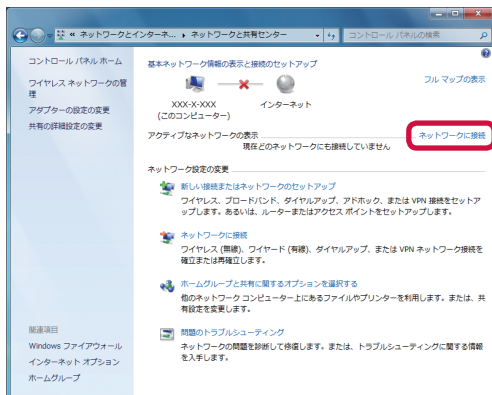 « ネットワークとインターネ... ▸ ネットワークと共有センター
コントロール パネルの検索
コントロール パネル ホーム
ワイヤレス ネットワークの管
理
アダプターの設定の変更
共有の詳細設定の変更
基本ネットワーク情報の表示と接続のセットアップ
フル マップの表示
XXX-X-XXX
(このコンピューター)
インターネット
アクティブなネットワークの表示
ネットワークに接続
現在どのネットワークにも接続していません
ネットワーク設定の変更
新しい接続またはネットワークのセットアップ
ワイヤレス、ブロードバンド、ダイヤルアップ、アドホック、または VPN 接続をセットア
ップします。あるいは、ルーターまたはアクセス ポイントをセットアップします。
ネットワークに接続
ワイヤレス (無線)、ワイヤード (有線)、ダイヤルアップ、または VPN ネットワーク接続を
確立または再確立します。
ホームグループと共有に関するオプションを選択する
他のネットワーク コンピューター上にあるファイルやプリンターを利用します。または、共
有設定を変更します。
問題のトラブルシューティング
ネットワークの問題を診断して修復します。または、トラブルシューティングに関する情報
を入手します。
関連項目
Windows ファイアウォール
インターネット オプション
ホームグループ